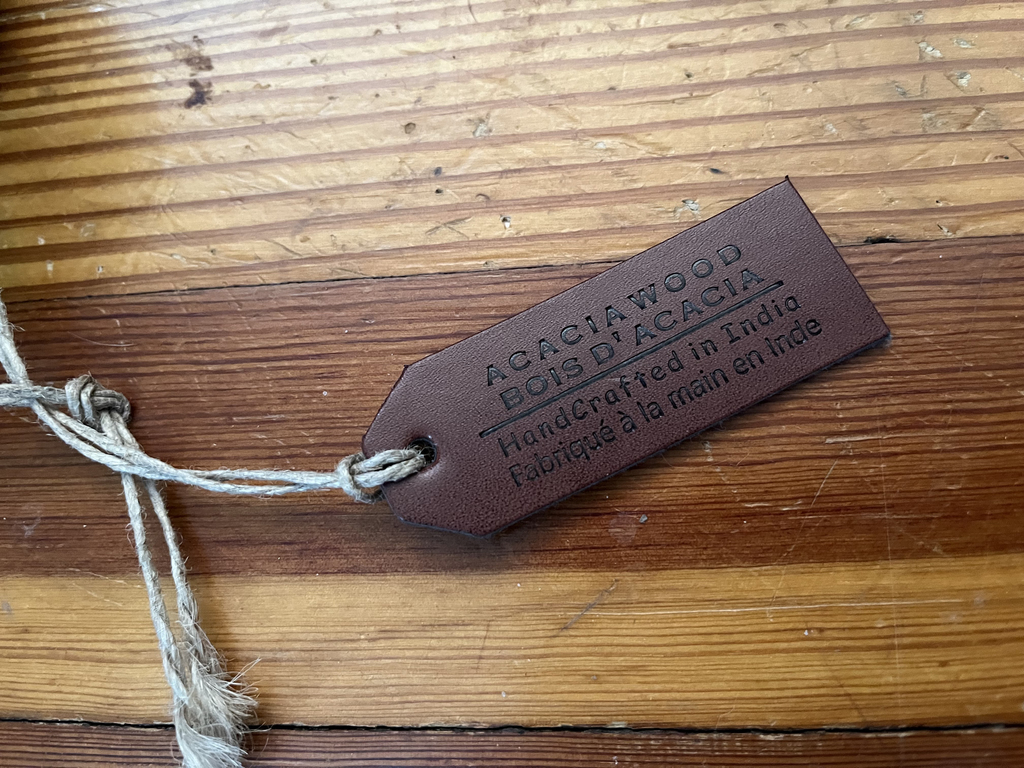 ACACIA WOOD
BOIS D'ACACIA
HandCrafted in India
Fabriqué à la main en Inde